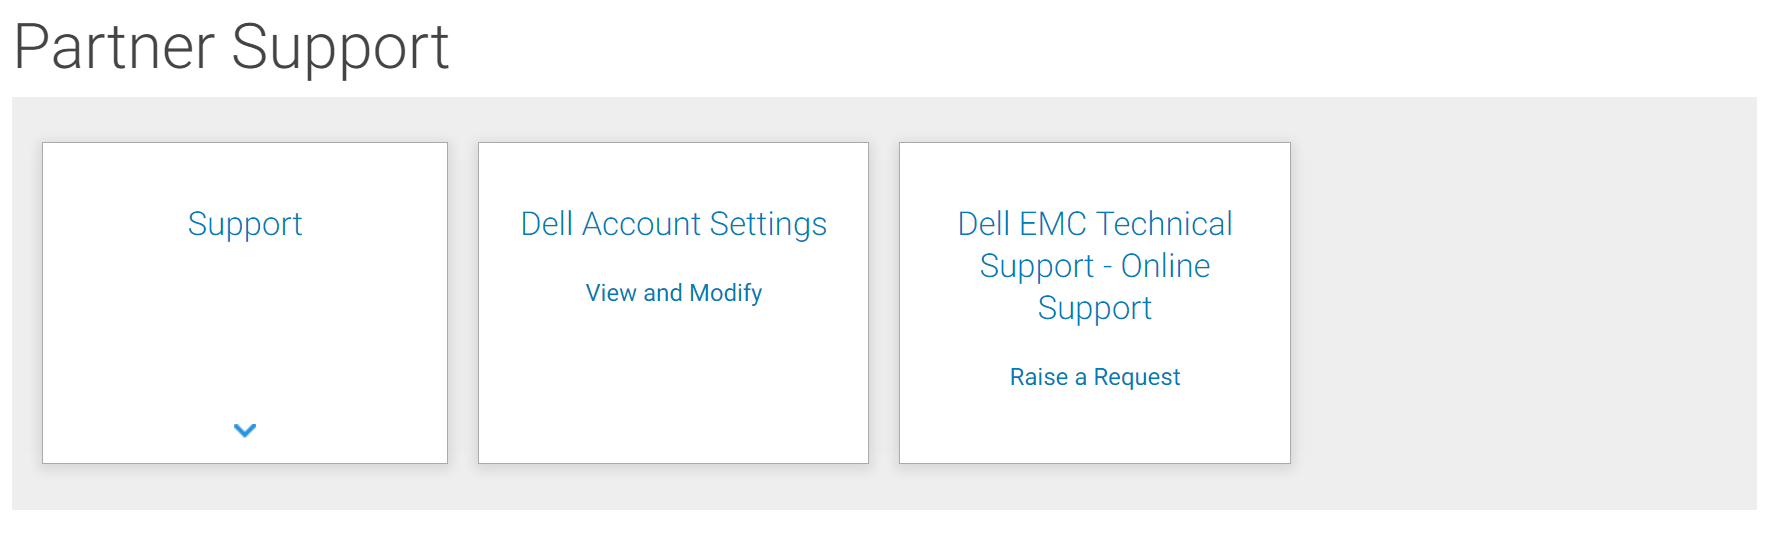 Partner Support
Support
Dell Account Settings
View and Modify
Dell EMC Technical
Support - Online
Support
Raise a Request